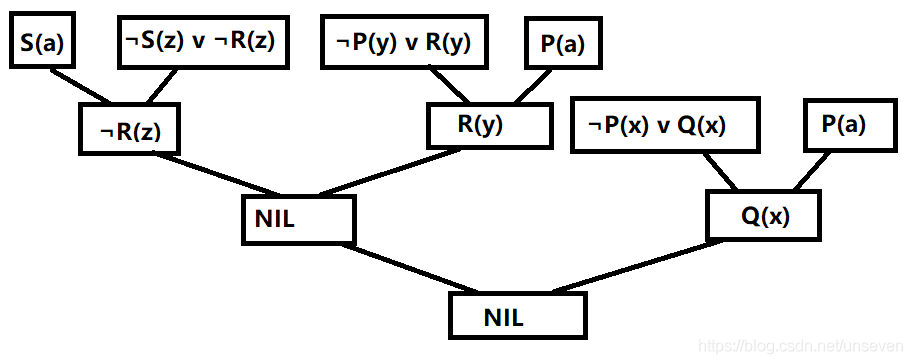 S(a)
¬S(z) v ¬R(z)
¬P(y) v R(y)
P(a)
¬R(z)
R(y)
¬P(x) v Q(x)
P(a)
NIL
Q(x)
NIL
https://blog.csdn.net/unseven